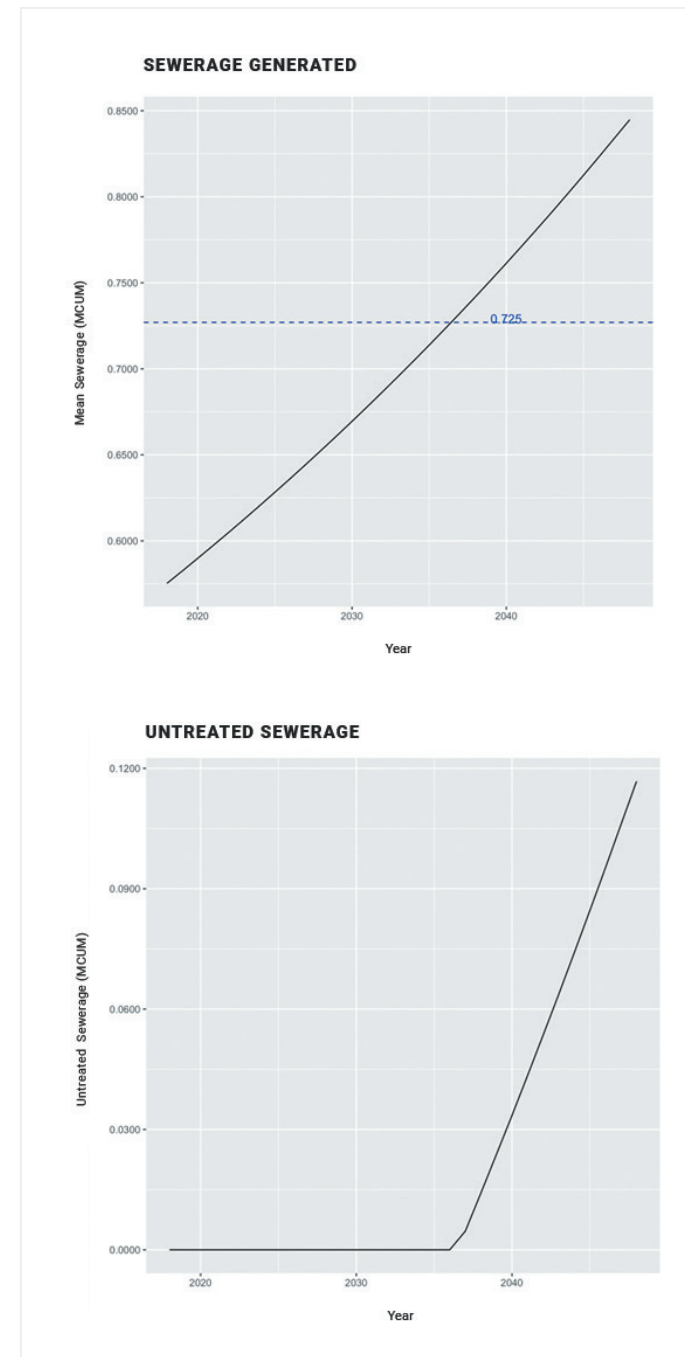 SEWERAGE GENERATED
0.8500
0.8000
0.7500
0.725
0.7000
0.6500
0.6000
Mean Sewerage (MCUM)
2020 2030 2040
Year
UNTREATED SEWERAGE
0.1200
0.0900
0.0600
0.0300
0.0000
Untreated Sewerage (MCUM)
2020 2030 2040
Year